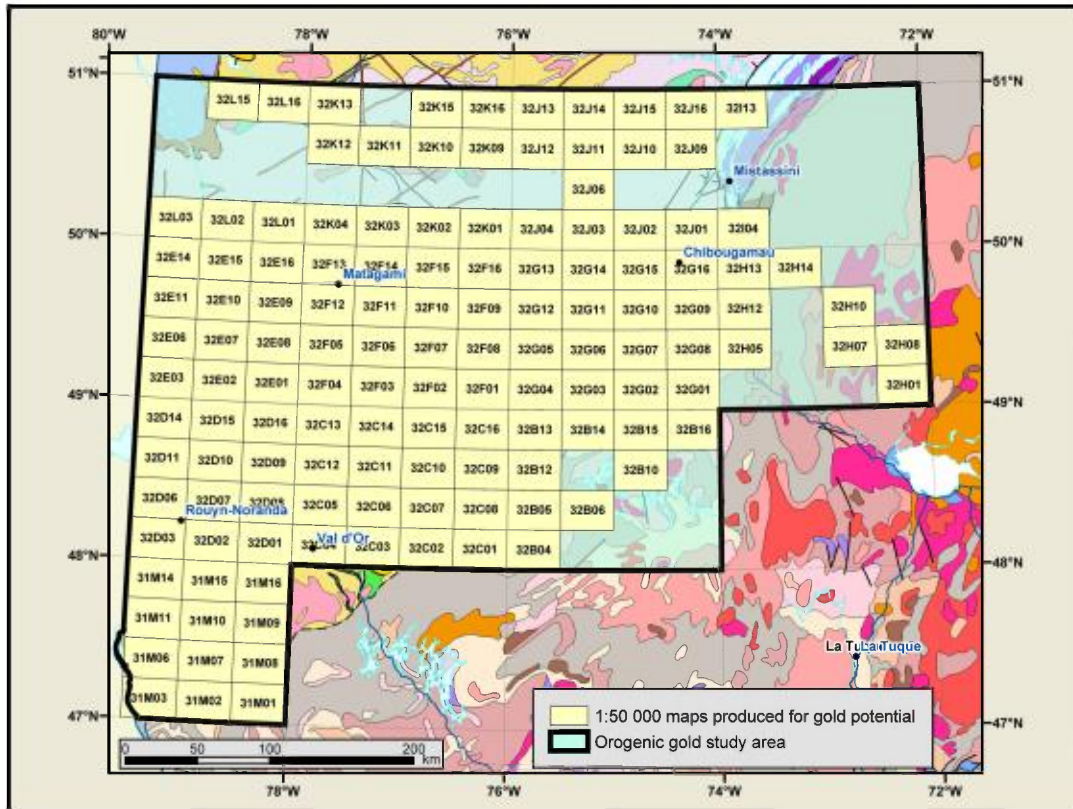 80°W 78°W 76°W 74°W 72°W
51°N 51°N
32L15 32L16 32K13 32K15 32K16 32J13 32J14 32J15 32J16 32I13
32K12 32K11 32K10 32K09 32J12 32J11 32J10 32J09
Mistassini
32J06
32L03 32L02 32L01 32K04 32K03 32K02 32K01 32J04 32J03 32J02 32J01 32I04
50°N 50°N
Chibougamau
32E14 32E15 32E16 32F13 32F14 32F15 32F16 32G13 32G14 32G15 32G16 32H13 32H14
Matagami
32E11 32E10 32E09 32F12 32F11 32F10 32F09 32G12 32G11 32G10 32G09 32H12 32H10
32E06 32E07 32E08 32F05 32F06 32F07 32F08 32G05 32G06 32G07 32G08 32H05 32H07 32H08
32E03 32E02 32E01 32F04 32F03 32F02 32F01 32G04 32G03 32G02 32G01 32H01
49°N 49°N
32D14 32D15 32D16 32C13 32C14 32C15 32C16 32B13 32B14 32B15 32B16
32D11 32D10 32D09 32C12 32C11 32C10 32C09 32B12 32B10
32D06 32D07 32D08 32C05 32C06 32C07 32C08 32B05 32B06
Rouyn-Noranda
32D03 32D02 32D01 32C04 32C03 32C02 32C01 32B04
Val d'Or
48°N 48°N
31M14 31M15 31M16
31M11 31M10 31M09
31M06 31M07 31M08
La Tuque La Tuque
31M03 31M02 31M01
47°N 47°N
1:50 000 maps produced for gold potential
Orogenic gold study area
0 50 100 200
km
78°W 76°W 74°W 72°W